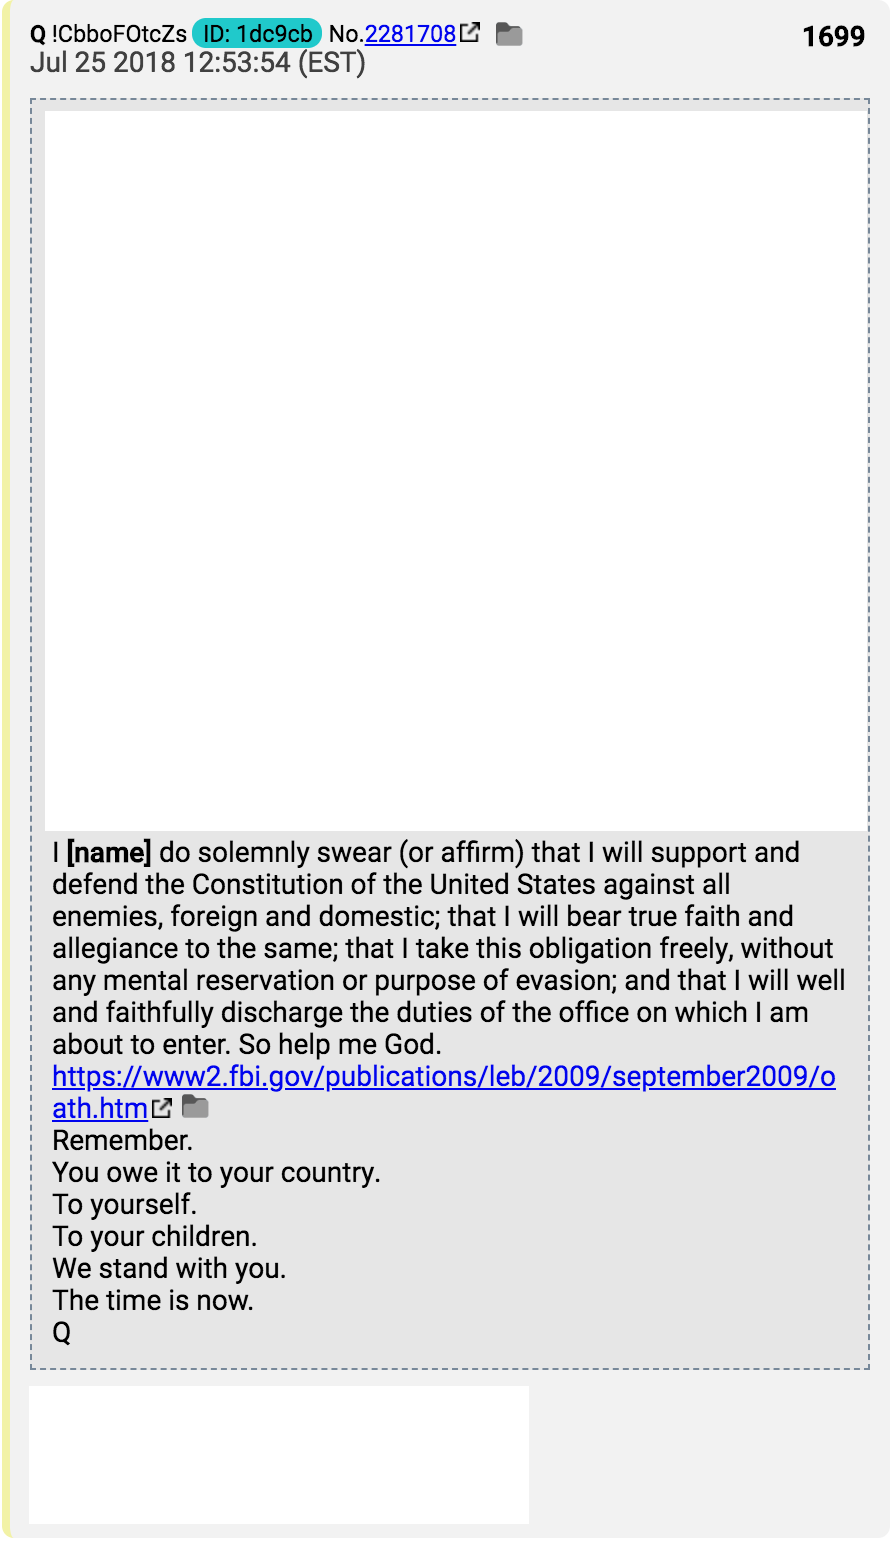 Q !CbboFOtcZs ID: 1dc9cb No.2281708 1699
Jul 25 2018 12:53:54 (EST)
I [name] do solemnly swear (or affirm) that I will support and
defend the Constitution of the United States against all
enemies, foreign and domestic; that I will bear true faith and
allegiance to the same; that I take this obligation freely, without
any mental reservation or purpose of evasion; and that I will well
and faithfully discharge the duties of the office on which I am
about to enter. So help me God.
https://www2.fbi.gov/publications/leb/2009/september2009/o
ath.htm
Remember.
You owe it to your country.
To yourself.
To your children.
We stand with you.
The time is now.
Q